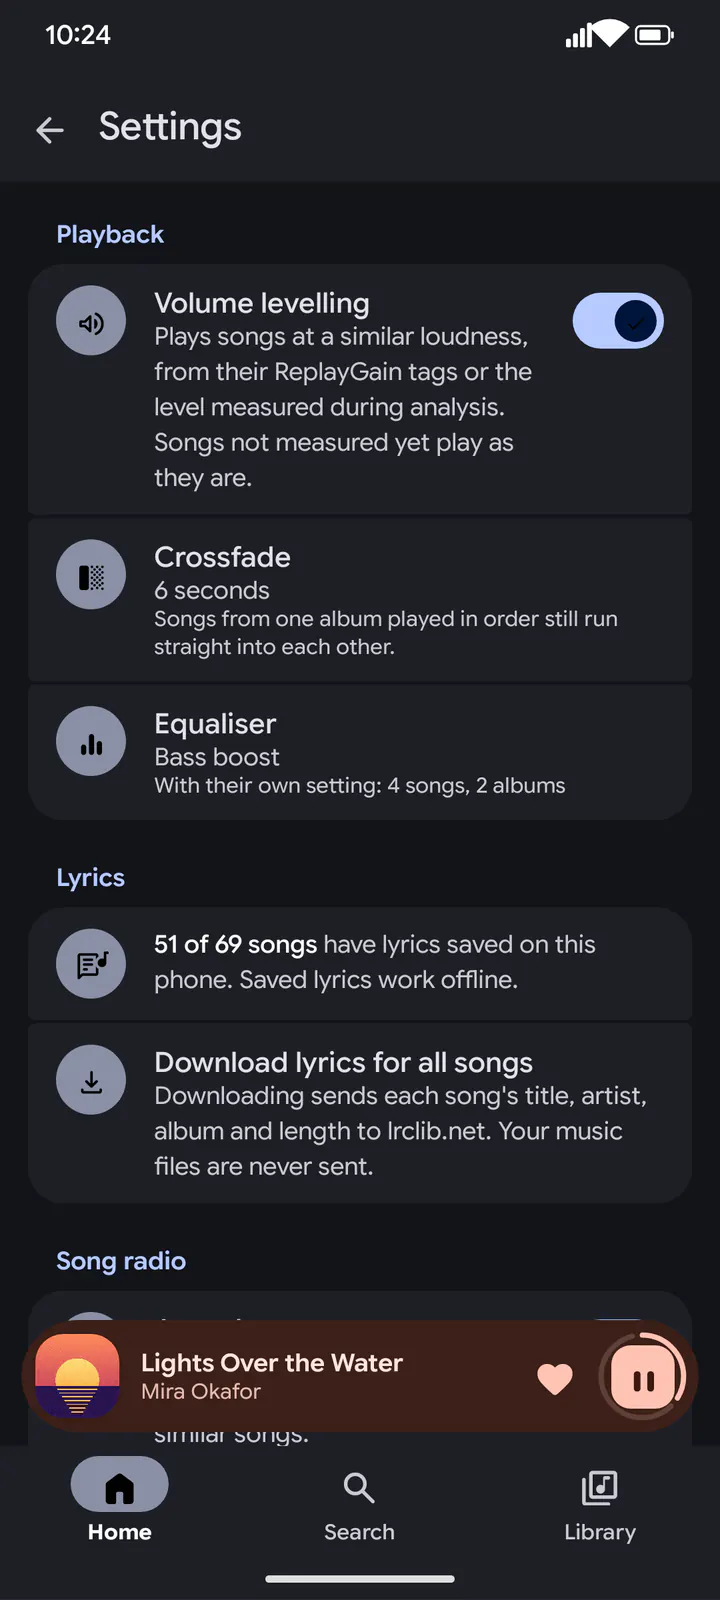 10:24
Settings
Playback
Volume levelling
Plays songs at a similar loudness,
from their ReplayGain tags or the
level measured during analysis.
Songs not measured yet play as
they are.
Crossfade
6 seconds
Songs from one album played in order still run
straight into each other.
Equaliser
Bass boost
With their own setting: 4 songs, 2 albums
Lyrics
51 of 69 songs have lyrics saved on this
phone. Saved lyrics work offline.
Download lyrics for all songs
Downloading sends each song's title, artist,
album and length to lrclib.net. Your music
files are never sent.
Song radio
Lights Over the Water
Mira Okafor
similar songs.
Home
Search
Library